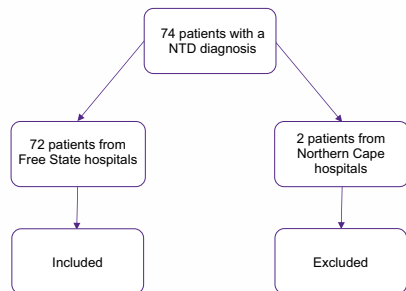 74 patients with a
NTD diagnosis
72 patients from
Free State hospitals
2 patients from
Northern Cape
hospitals
Included
Excluded